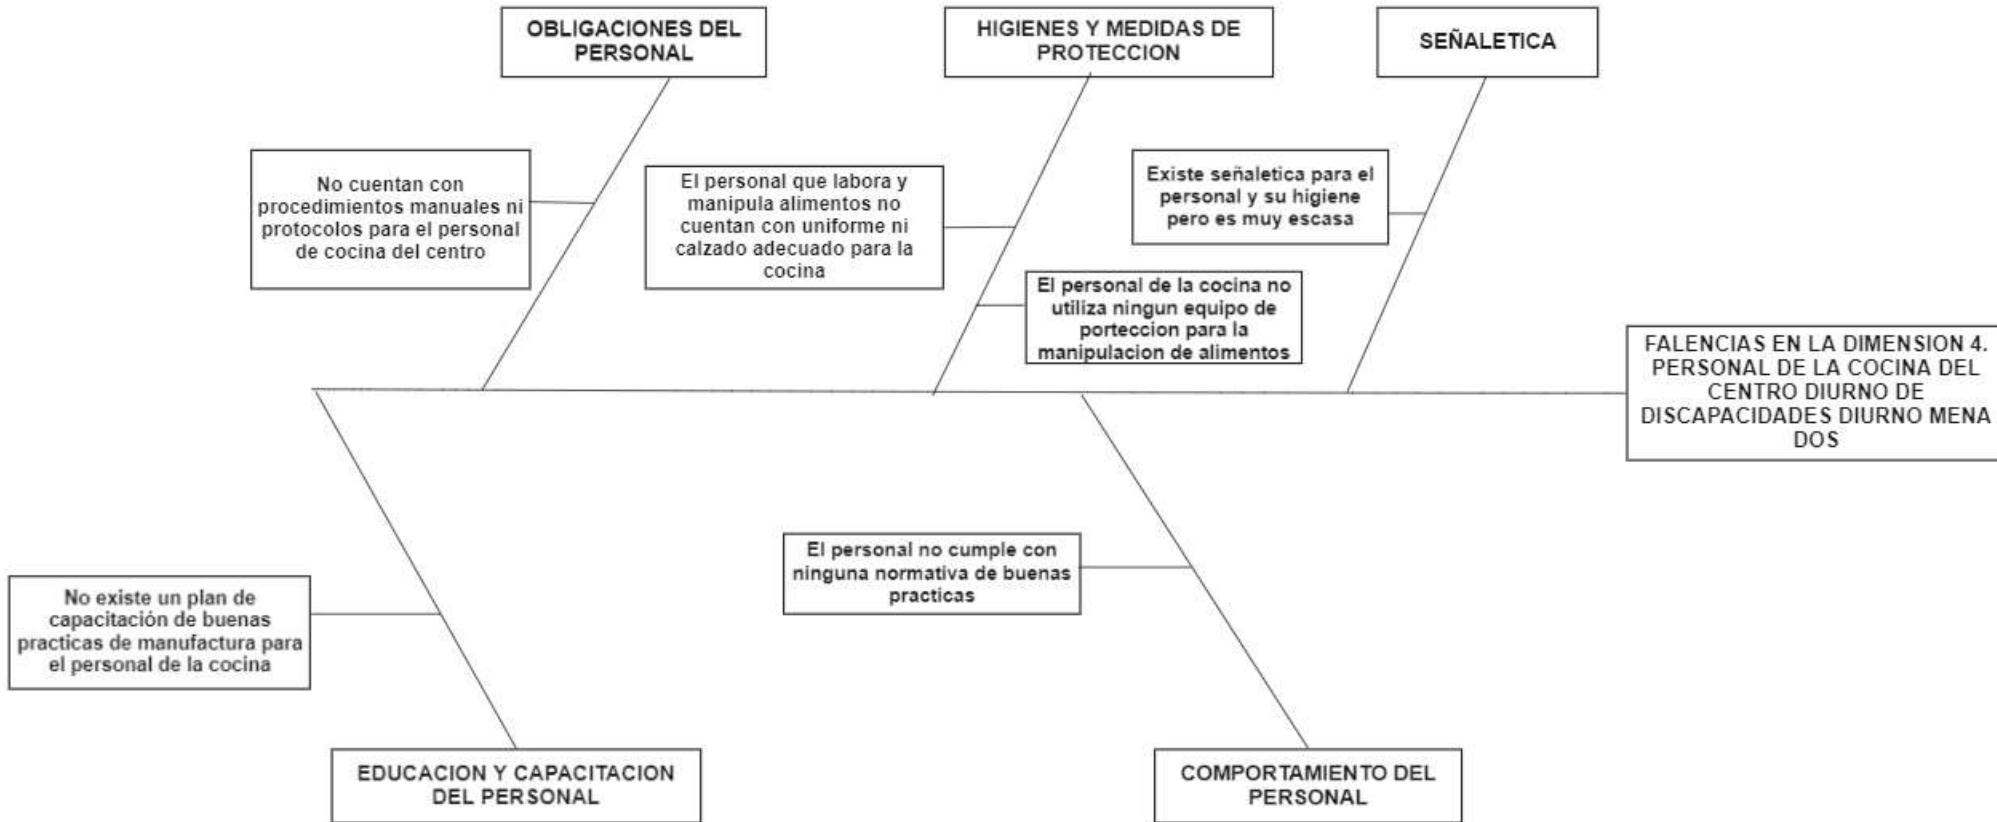 OBLIGACIONES DEL
PERSONAL
HIGIENES Y MEDIDAS DE
PROTECCION
SEÑALETICA
No cuentan con
procedimientos manuales ni
protocolos para el personal
de cocina del centro
El personal que labora y
manipula alimentos no
cuentan con uniforme ni
calzado adecuado para la
cocina
Existe señaletica para el
personal y su higiene
pero es muy escasa
El personal de la cocina no
utiliza ningun equipo de
porteccion para la
manipulacion de alimentos
FALENCIAS EN LA DIMENSION 4.
PERSONAL DE LA COCINA DEL
CENTRO DIURNO DE
DISCAPACIDADES DIURNO MENA
DOS
El personal no cumple con
ninguna normativa de buenas
practicas
No existe un plan de
capacitación de buenas
practicas de manufactura para
el personal de la cocina
EDUCACION Y CAPACITACION
DEL PERSONAL
COMPORTAMIENTO DEL
PERSONAL